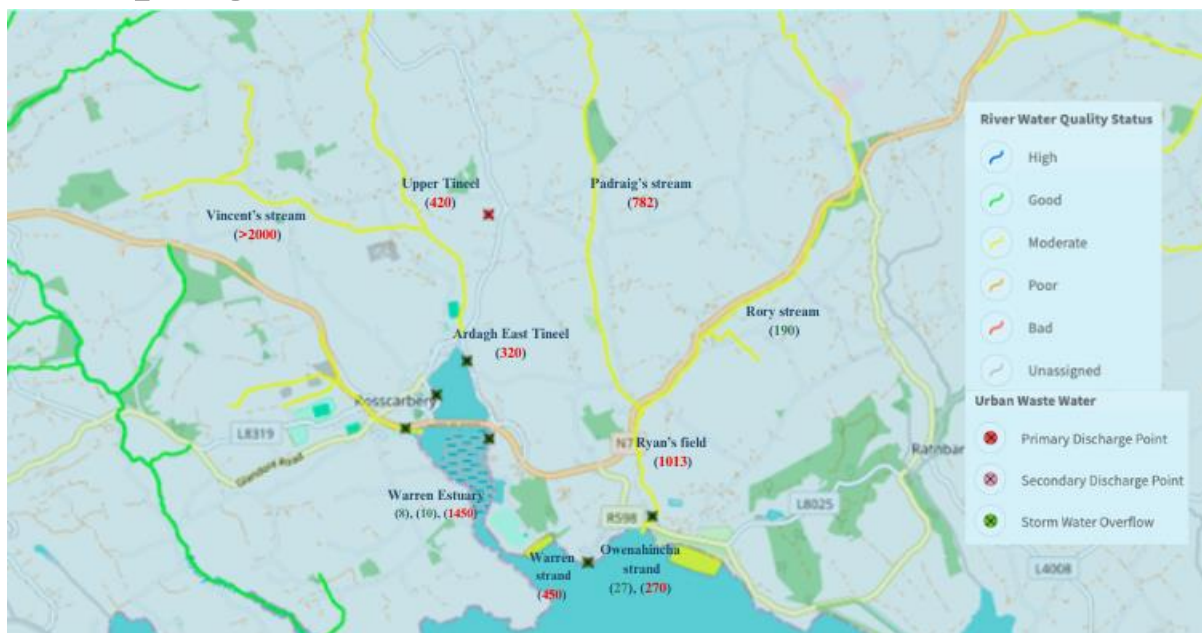 Upper Tineel
(420)
Padraig's stream
(782)
Vincent's stream
(>2000)
Rory stream
(190)
Ardagh East Tineel
(320)
Rosscarbery
L8319
Glandore Road
N7
Ryan's field
(1013)
Warren Estuary
(8), (10), (1450)
R598
L8025
Warren
strand
(450)
Owenahincha
strand
(27), (270)
L4008
River Water Quality Status
High
Good
Moderate
Poor
Bad
Unassigned
Urban Waste Water
Primary Discharge Point
Secondary Discharge Point
Storm Water Overflow